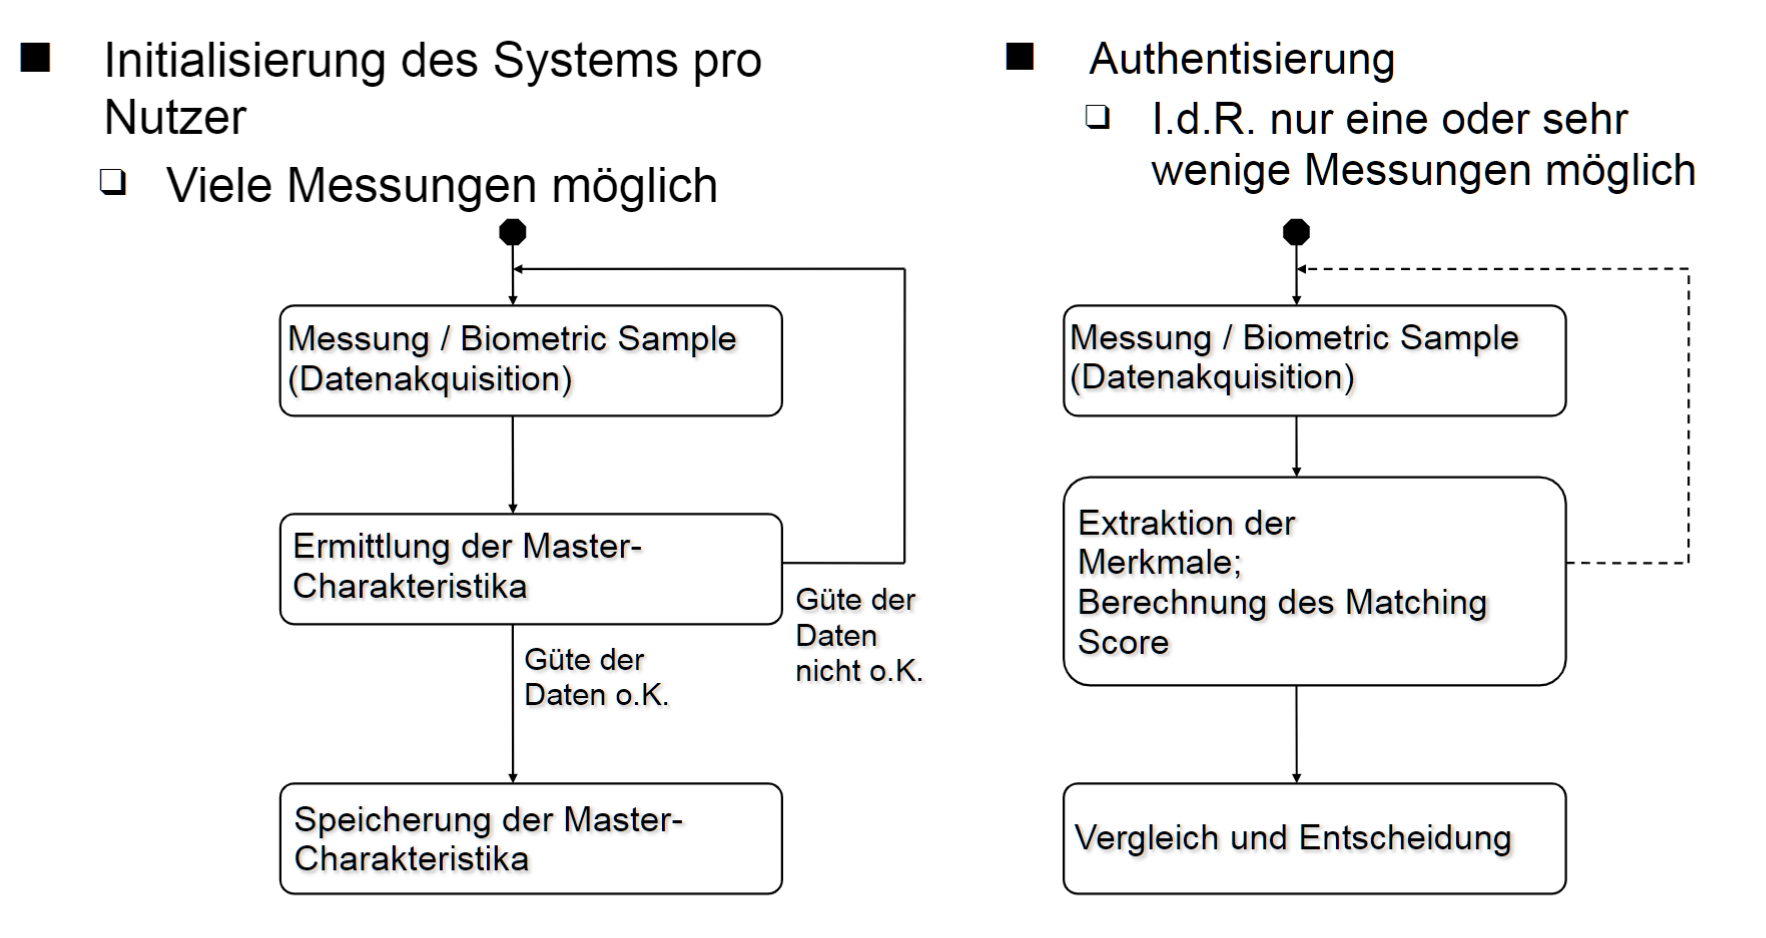 Initialisierung des Systems pro
Nutzer
Viele Messungen möglich
Messung / Biometric Sample
(Datenakquisition)
Ermittlung der Master-
Charakteristika
Güte der
Daten
nicht o.K.
Güte der
Daten o.K.
Speicherung der Master-
Charakteristika
Authentisierung
I.d.R. nur eine oder sehr
wenige Messungen möglich
Messung / Biometric Sample
(Datenakquisition)
Extraktion der
Merkmale;
Berechnung des Matching
Score
Vergleich und Entscheidung